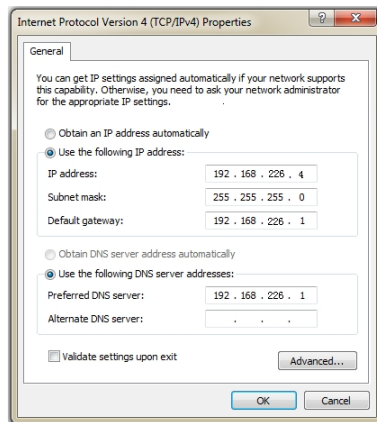 Internet Protocol Version 4 (TCP/IPv4) Properties
General
You can get IP settings assigned automatically if your network supports
this capability. Otherwise, you need to ask your network administrator
for the appropriate IP settings.
Obtain an IP address automatically
Use the following IP address:
IP address: 192 . 168 . 226 . 4
Subnet mask: 255 . 255 . 255 . 0
Default gateway: 192 . 168 . 226 . 1
Obtain DNS server address automatically
Use the following DNS server addresses:
Preferred DNS server: 192 . 168 . 226 . 1
Alternate DNS server: . . .
Validate settings upon exit
Advanced...
OK Cancel